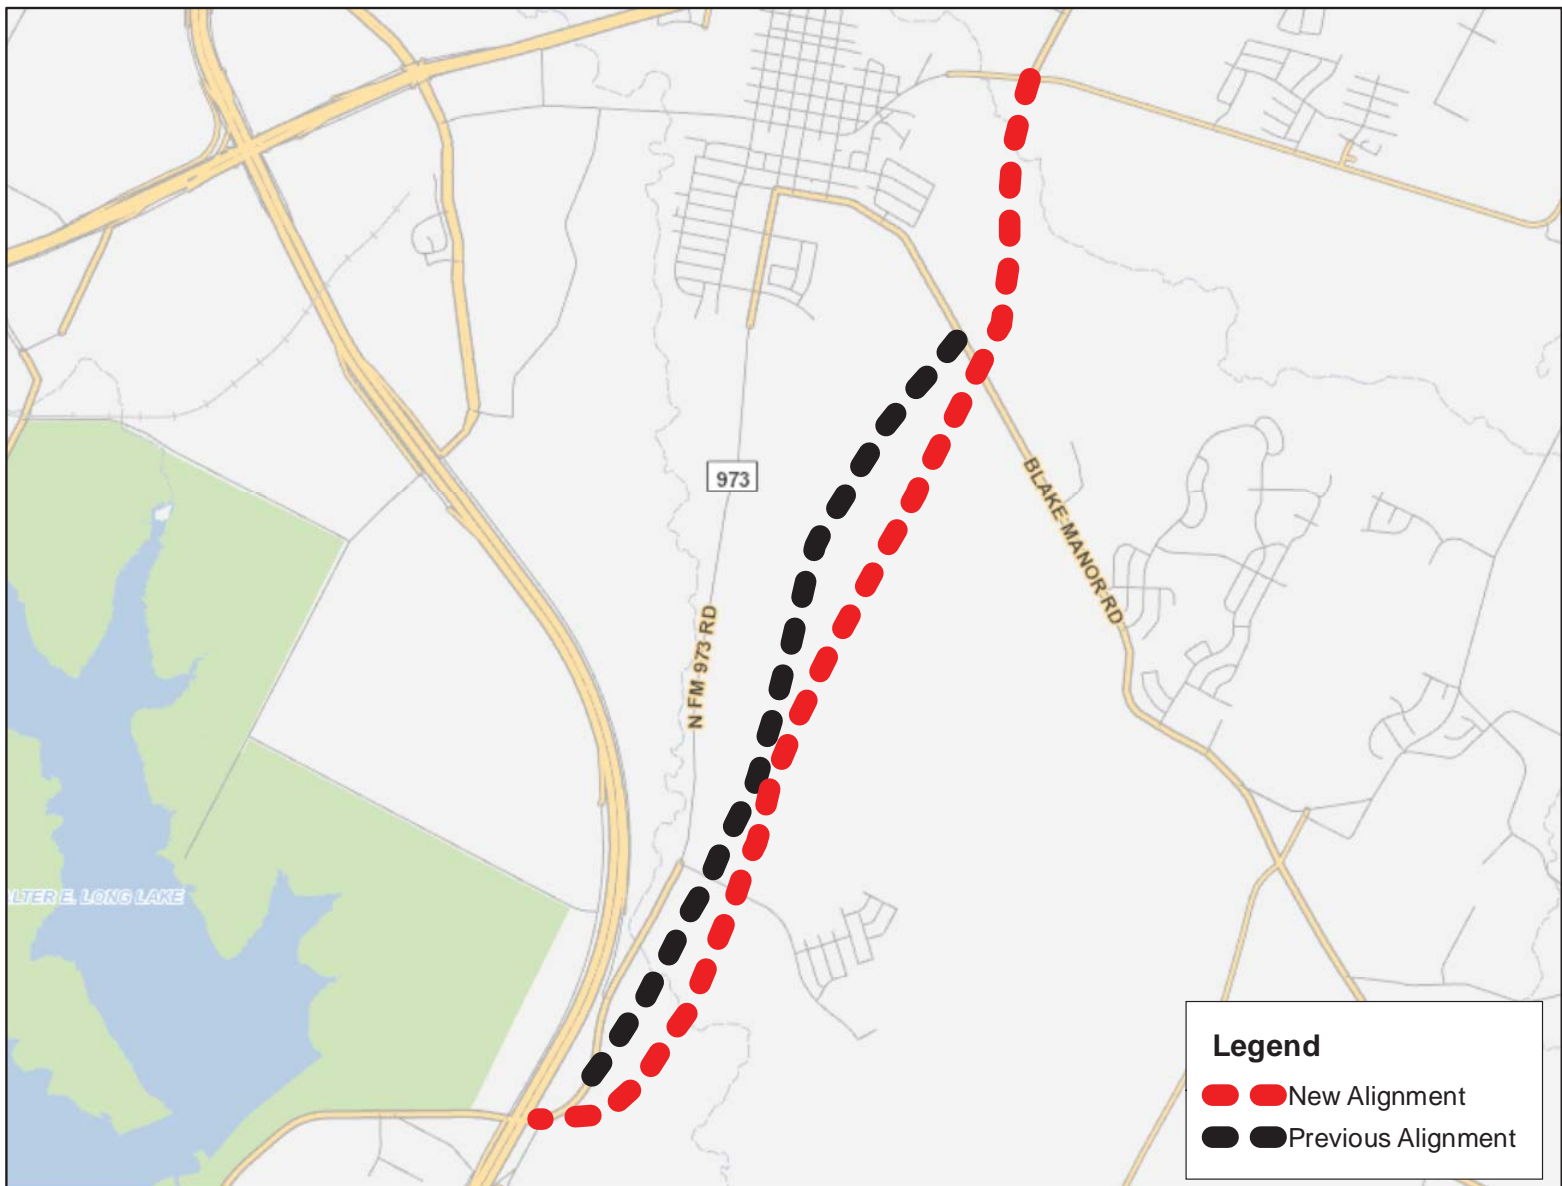 973
BLAKE MANOR RD
N FM 973 RD
LTER E. LONG LAKE
Legend
New Alignment
Previous Alignment